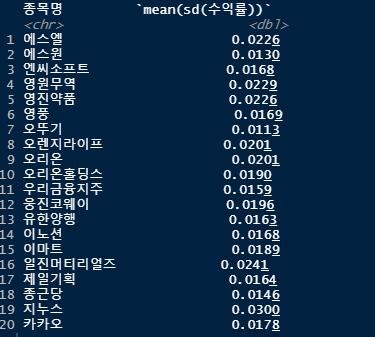 종목명 `mean(sd(수익률))`
<chr> <dbl>
1 에스엘 0.0226
2 에스원 0.0130
3 엔씨소프트 0.0168
4 영원무역 0.0229
5 영진약품 0.0226
6 영풍 0.0169
7 오뚜기 0.0113
8 오렌지라이프 0.0201
9 오리온 0.0201
10 오리온홀딩스 0.0190
11 우리금융지주 0.0159
12 웅진코웨이 0.0196
13 유한양행 0.0163
14 이노션 0.0168
15 이마트 0.0189
16 일진머티리얼즈 0.0241
17 제일기획 0.0164
18 종근당 0.0146
19 지누스 0.0300
20 카카오 0.0178